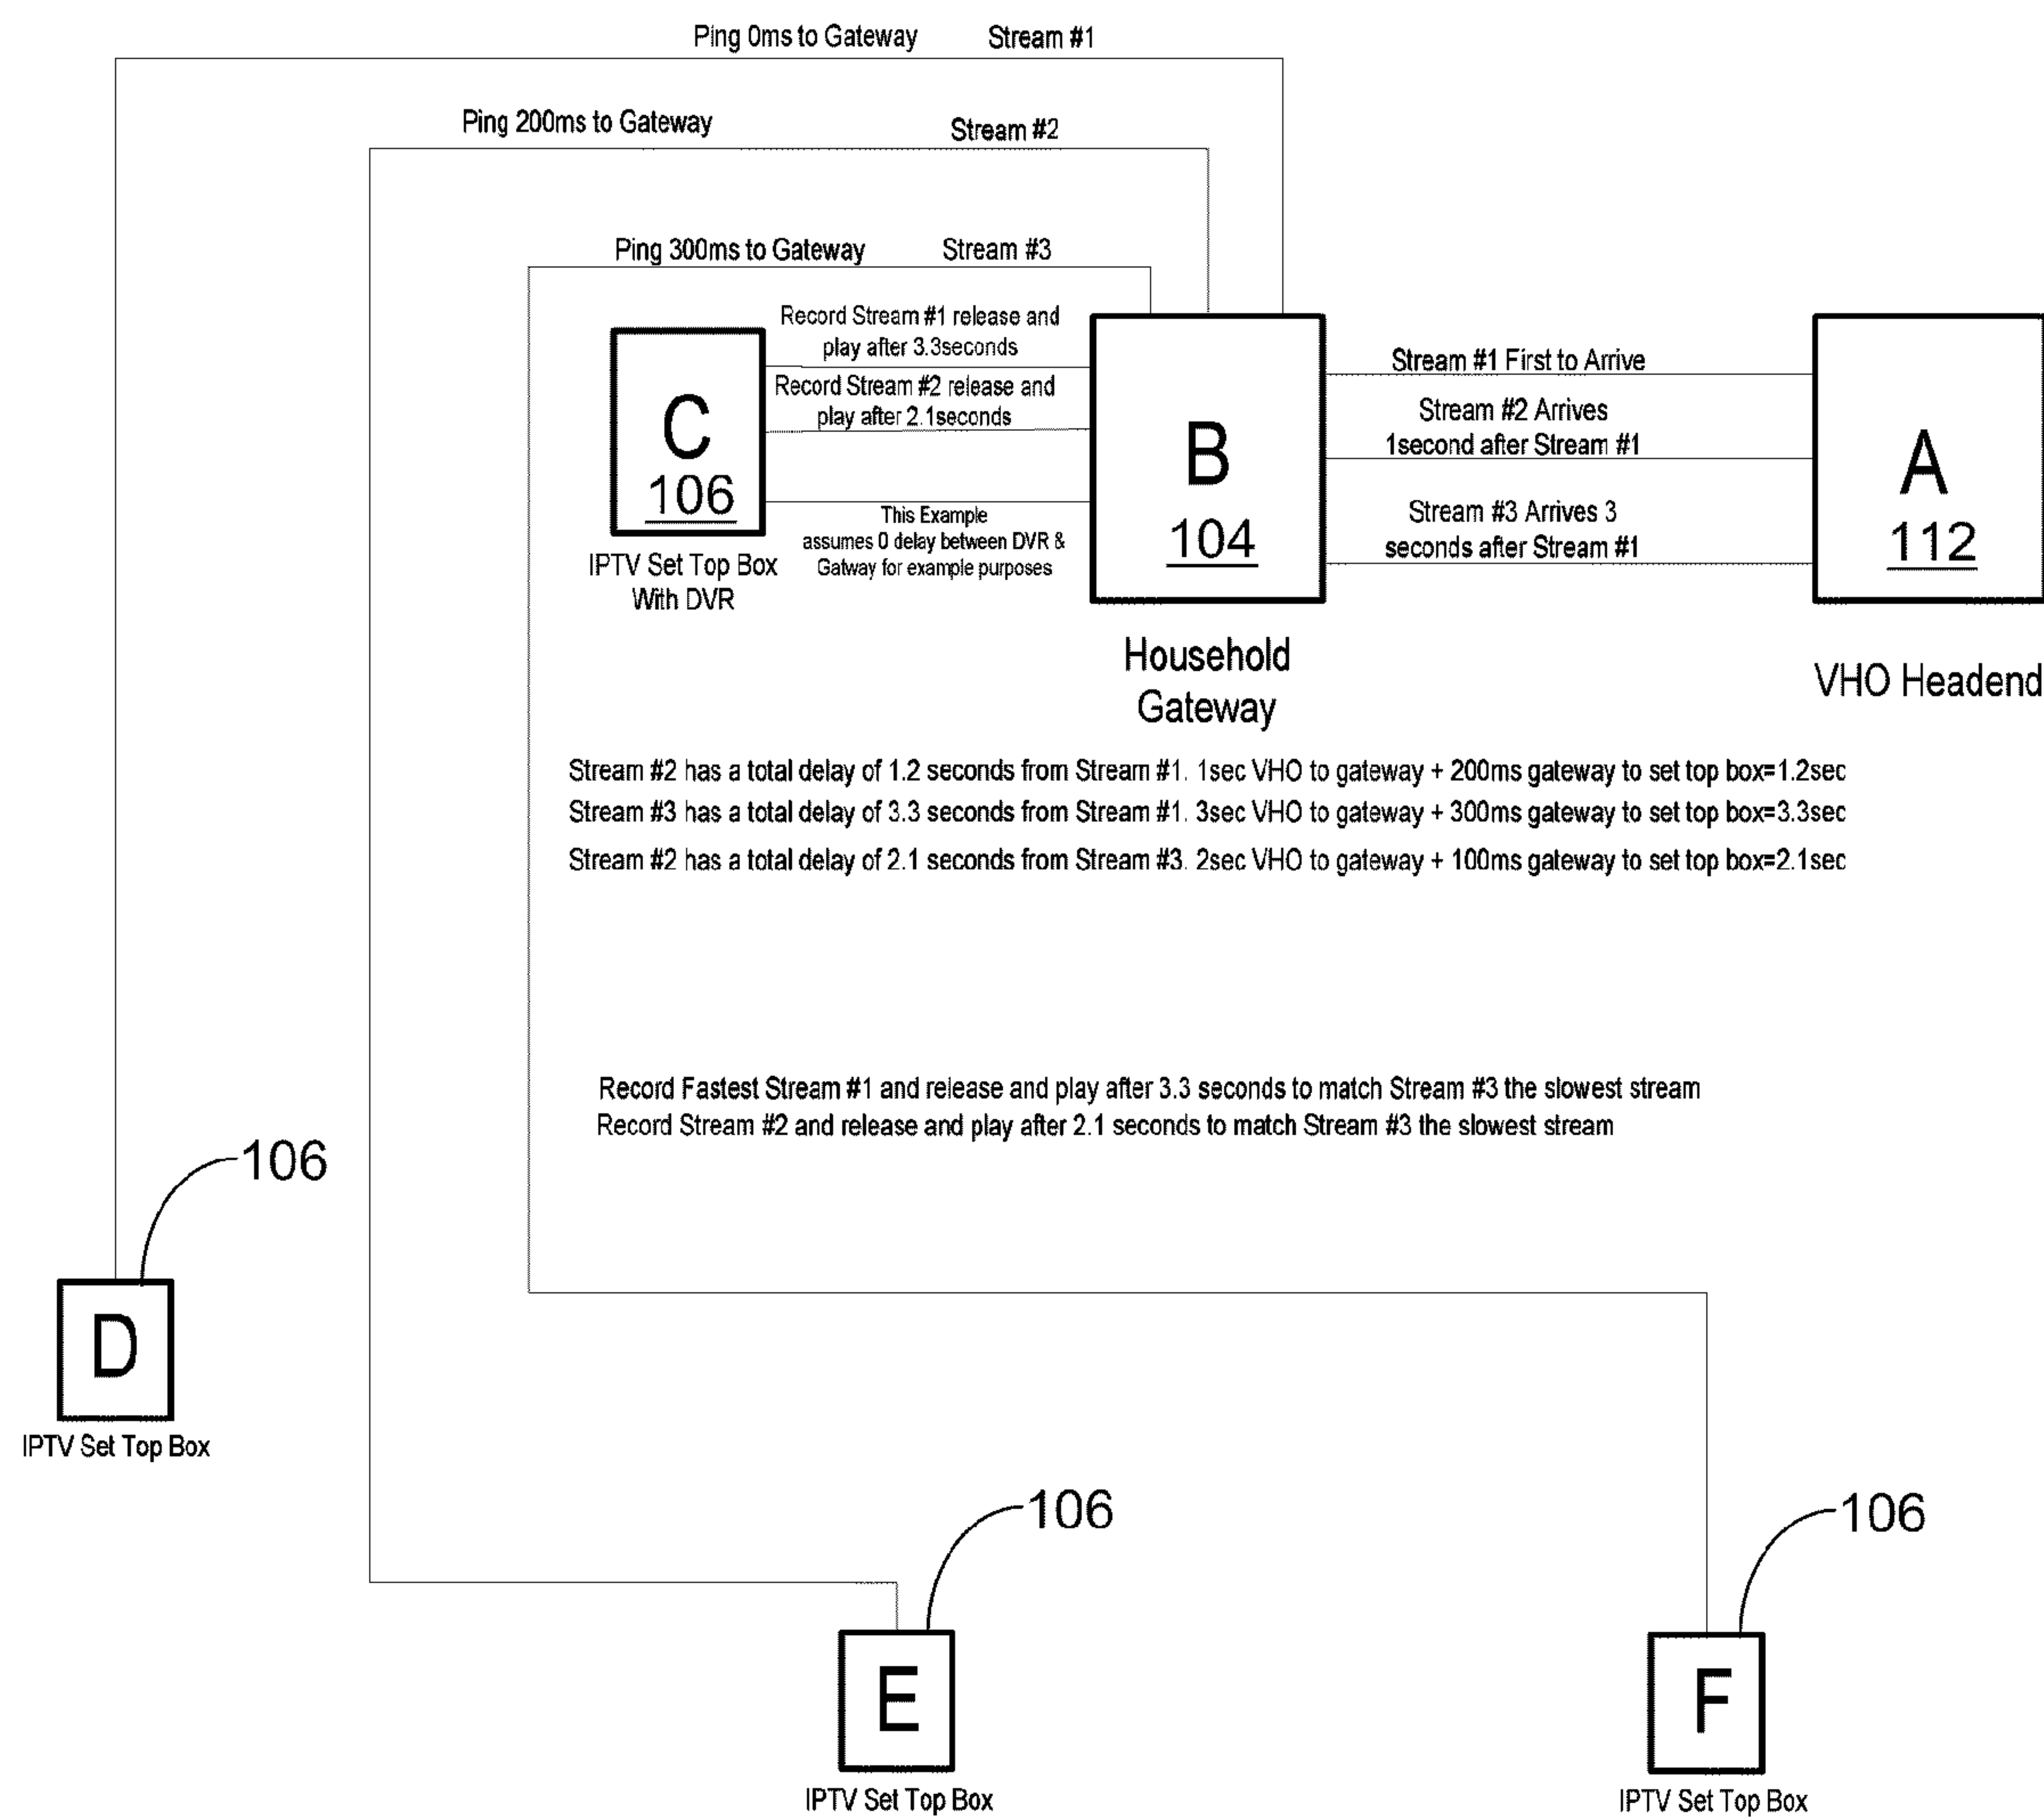 Ping 0ms to Gateway Stream #1
Ping 200ms to Gateway Stream #2
Ping 300ms to Gateway Stream #3
Record Stream #1 release and
play after 3.3seconds
Record Stream #2 release and
play after 2.1seconds
This Example
assumes 0 delay between DVR &
Gatway for example purposes
C
106
IPTV Set Top Box
With DVR
B
104
Household
Gateway
Stream #1 First to Arrive
Stream #2 Arrives
1second after Stream #1
Stream #3 Arrives 3
seconds after Stream #1
A
112
VHO Headend
Stream #2 has a total delay of 1.2 seconds from Stream #1. 1sec VHO to gateway + 200ms gateway to set top box=1.2sec
Stream #3 has a total delay of 3.3 seconds from Stream #1. 3sec VHO to gateway + 300ms gateway to set top box=3.3sec
Stream #2 has a total delay of 2.1 seconds from Stream #3. 2sec VHO to gateway + 100ms gateway to set top box=2.1sec
Record Fastest Stream #1 and release and play after 3.3 seconds to match Stream #3 the slowest stream
Record Stream #2 and release and play after 2.1 seconds to match Stream #3 the slowest stream
106
D
IPTV Set Top Box
106
E
IPTV Set Top Box
106
F
IPTV Set Top Box